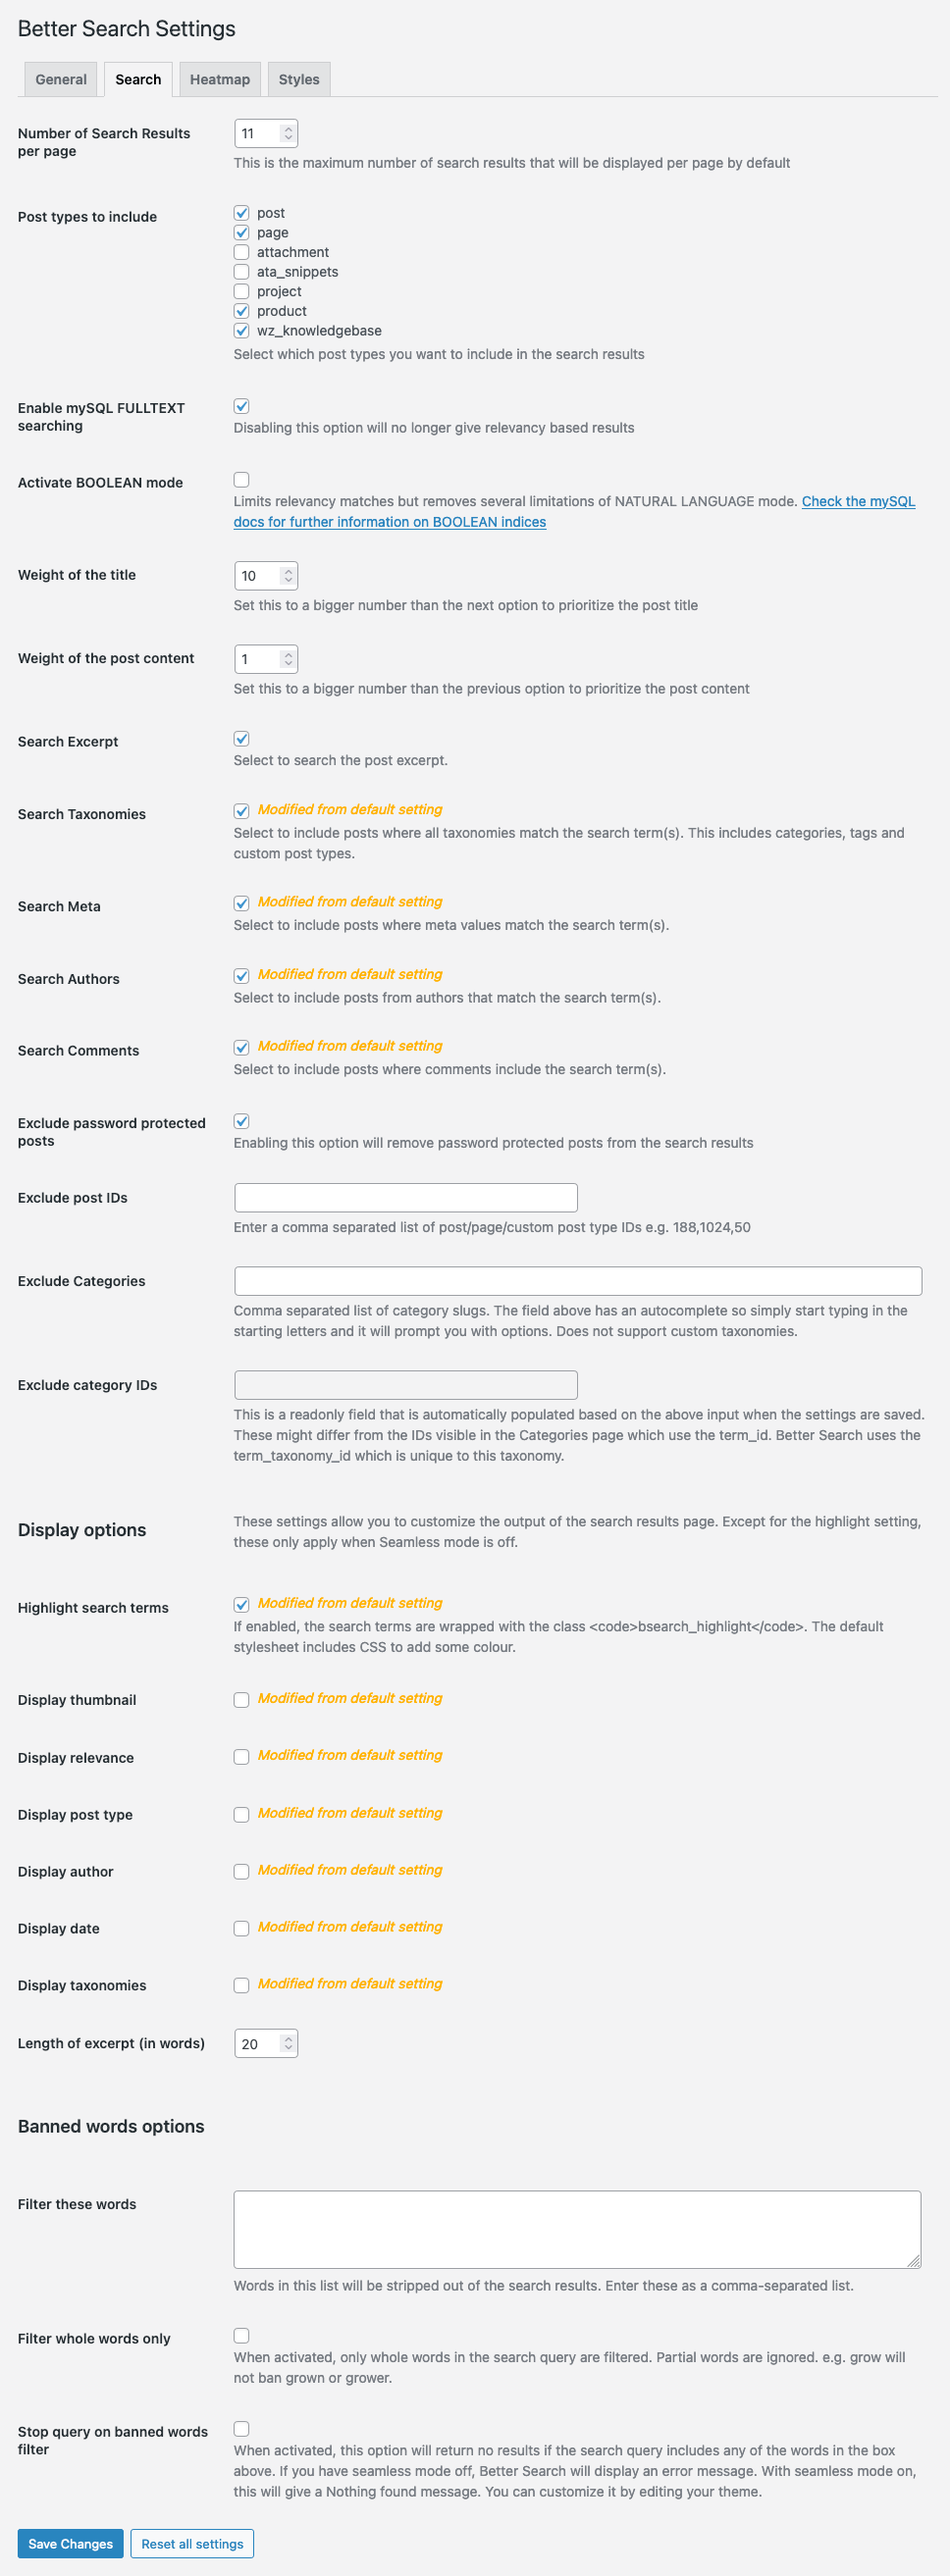 Better Search Settings
General Search Heatmap Styles
Number of Search Results
per page
11
This is the maximum number of search results that will be displayed per page by default
Post types to include
post
page
attachment
ata_snippets
project
product
wz_knowledgebase
Select which post types you want to include in the search results
Enable mySQL FULLTEXT
searching
Disabling this option will no longer give relevancy based results
Activate BOOLEAN mode
Limits relevancy matches but removes several limitations of NATURAL LANGUAGE mode. Check the mySQL
docs for further information on BOOLEAN indices
Weight of the title
10
Set this to a bigger number than the next option to prioritize the post title
Weight of the post content
1
Set this to a bigger number than the previous option to prioritize the post content
Search Excerpt
Select to search the post excerpt.
Search Taxonomies
Modified from default setting
Select to include posts where all taxonomies match the search term(s). This includes categories, tags and
custom post types.
Search Meta
Modified from default setting
Select to include posts where meta values match the search term(s).
Search Authors
Modified from default setting
Select to include posts from authors that match the search term(s).
Search Comments
Modified from default setting
Select to include posts where comments include the search term(s).
Exclude password protected
posts
Enabling this option will remove password protected posts from the search results
Exclude post IDs
Enter a comma separated list of post/page/custom post type IDs e.g. 188,1024,50
Exclude Categories
Comma separated list of category slugs. The field above has an autocomplete so simply start typing in the
starting letters and it will prompt you with options. Does not support custom taxonomies.
Exclude category IDs
This is a readonly field that is automatically populated based on the above input when the settings are saved.
These might differ from the IDs visible in the Categories page which use the term_id. Better Search uses the
term_taxonomy_id which is unique to this taxonomy.
Display options
These settings allow you to customize the output of the search results page. Except for the highlight setting,
these only apply when Seamless mode is off.
Highlight search terms
Modified from default setting
If enabled, the search terms are wrapped with the class <code>bsearch_highlight</code>. The default
stylesheet includes CSS to add some colour.
Display thumbnail
Modified from default setting
Display relevance
Modified from default setting
Display post type
Modified from default setting
Display author
Modified from default setting
Display date
Modified from default setting
Display taxonomies
Modified from default setting
Length of excerpt (in words)
20
Banned words options
Filter these words
Words in this list will be stripped out of the search results. Enter these as a comma-separated list.
Filter whole words only
When activated, only whole words in the search query are filtered. Partial words are ignored. e.g. grow will
not ban grown or grower.
Stop query on banned words
filter
When activated, this option will return no results if the search query includes any of the words in the box
above. If you have seamless mode off, Better Search will display an error message. With seamless mode on,
this will give a Nothing found message. You can customize it by editing your theme.
Save Changes Reset all settings